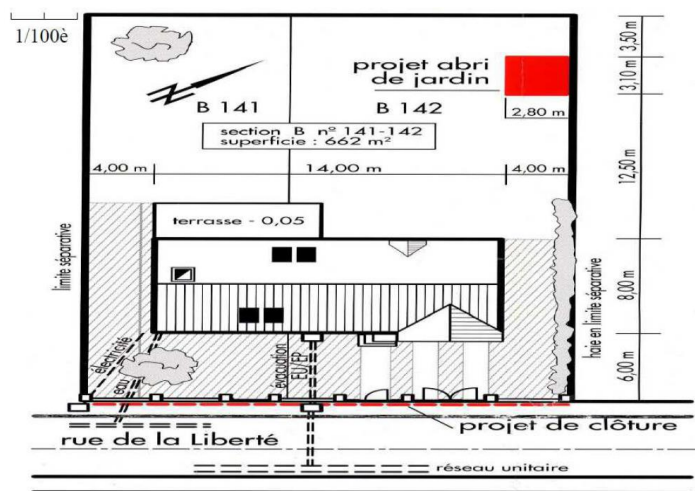 1/100è
projet abri
de jardin
3,50 m
3,10 m
N
B 141
B 142
2,80 m
section B nº 141-142
superficie : 662 m²
4,00 m
14,00 m
4,00 m
12,50 m
terrasse - 0,05
limite séparative
haie en limite séparative
8,00 m
électricité
eau
évacuation
EU/EP
6,00 m
rue de la Liberté
projet de clôture
réseau unitaire